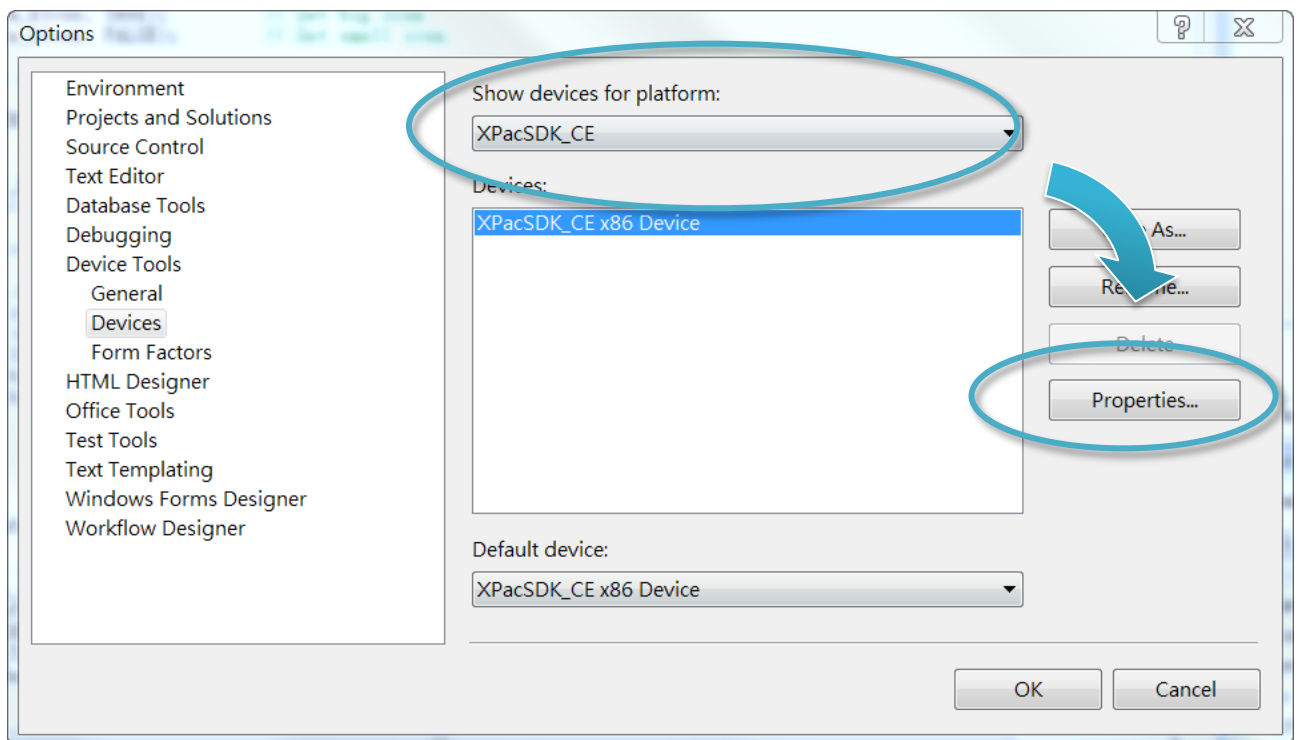 Options
Environment
Projects and Solutions
Source Control
Text Editor
Database Tools
Debugging
Device Tools
General
Devices
Form Factors
HTML Designer
Office Tools
Test Tools
Text Templating
Windows Forms Designer
Workflow Designer
Show devices for platform:
XPacSDK_CE
Devices:
XPacSDK_CE x86 Device
As...
Delete
Properties...
Default device:
XPacSDK_CE x86 Device
OK
Cancel